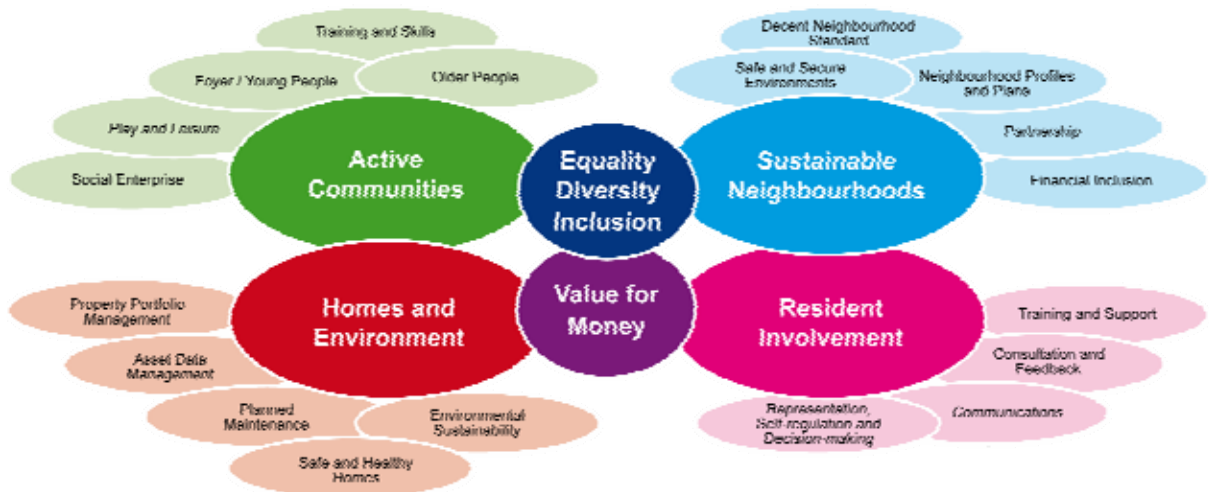 Training and Skills
Foyer / Young People
Older People
Play and Leisure
Social Enterprise
Active
Communities
Equality
Diversity
Inclusion
Decent Neighbourhood
Standard
Safe and Secure
Environments
Neighbourhood Profiles
and Plans
Partnership
Financial Inclusion
Sustainable
Neighbourhoods
Property Portfolio
Management
Asset Data
Management
Planned
Maintenance
Environmental
Sustainability
Safe and Healthy
Homes
Homes and
Environment
Value for
Money
Resident
Involvement
Training and Support
Consultation and
Feedback
Communications
Representation,
Self-regulation and
Decision-making